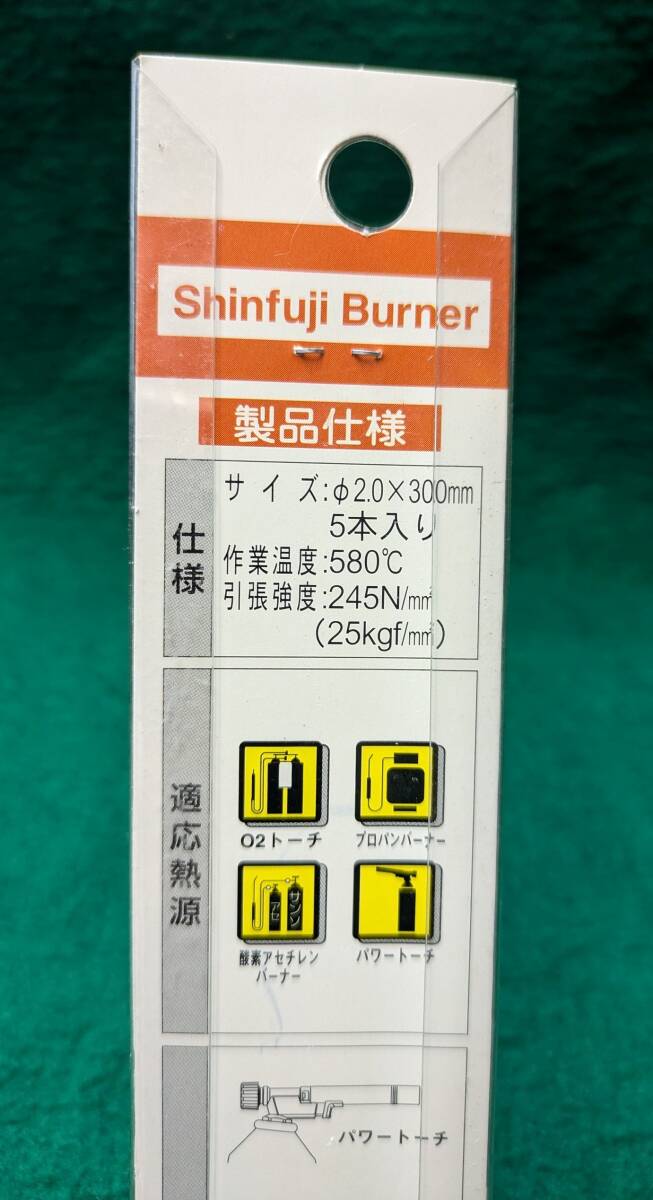 Shinfuji Burner
製品仕様
仕様
サイズ:φ2.0×300mm
5本入り
作業温度:580℃
引張強度:245N/mm²
(25kgf/mm²)
適応熱源
O2トーチ
プロパンバーナー
アセ
サンソ
酸素アセチレン
バーナー
パワートーチ
パワートーチ